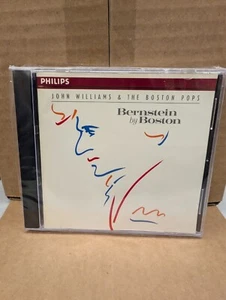 PHILIPS
JOHN WILLIAMS & THE BOSTON POPS
Bernstein
by Boston